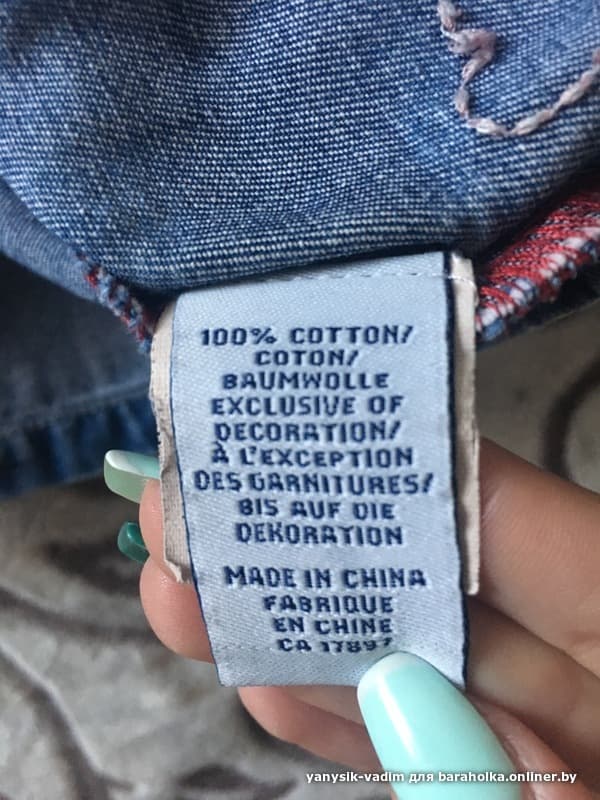 100% COTTON/
COTON/
BAUMWOLLE
EXCLUSIVE OF
DECORATION/
À L'EXCEPTION
DES GARNITURES/
BIS AUF DIE
DEKORATION
MADE IN CHINA
FABRIQUE
EN CHINE
CA 17897
yanysik-vadim для baraholka.onliner.by